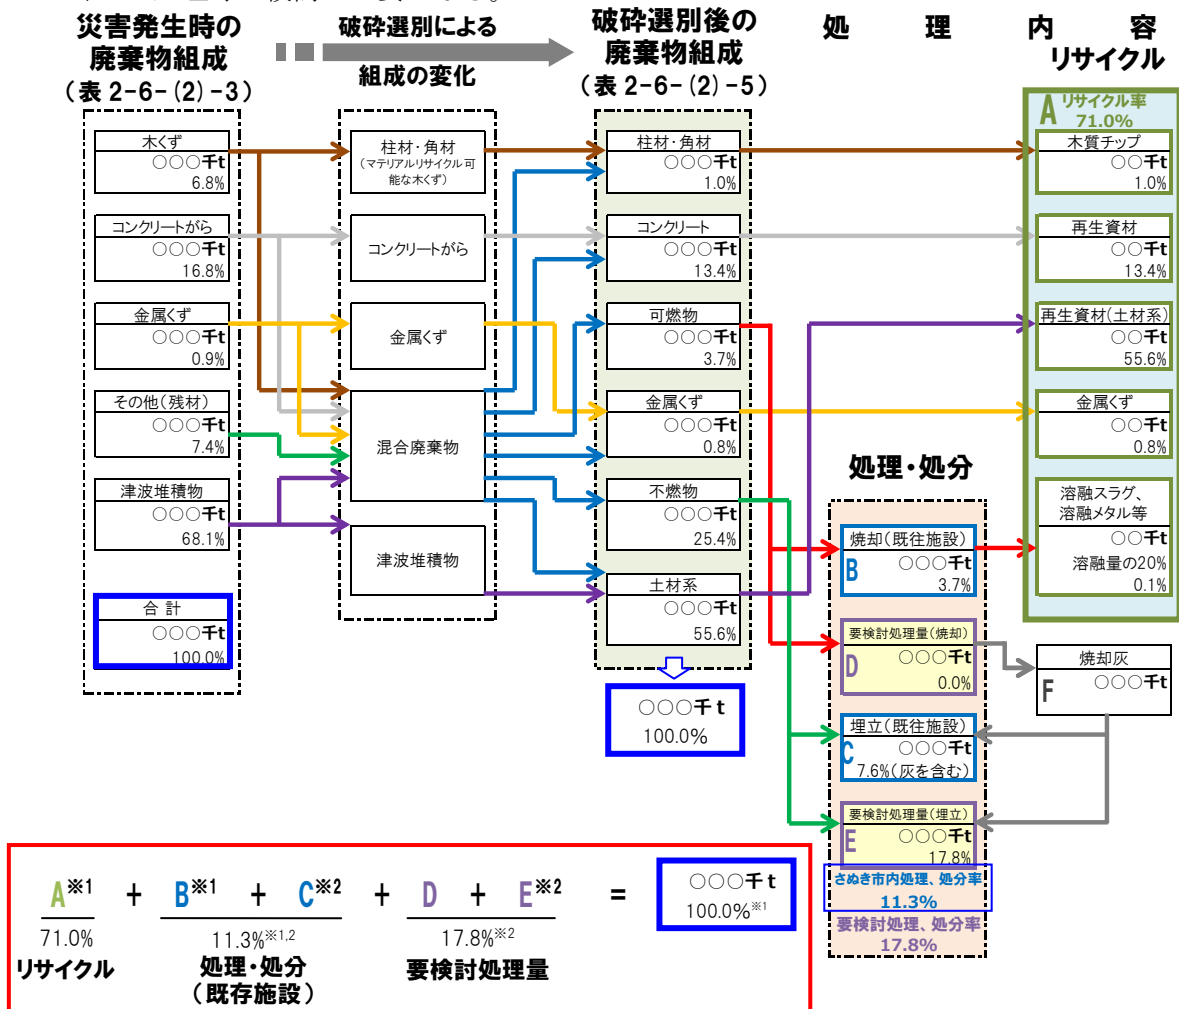 災害発生時の
廃棄物組成
(表 2-6-(2)-3)
破砕選別による
組成の変化
破砕選別後の
廃棄物組成
(表 2-6-(2)-5)
処 理 内 容
リサイクル
木くず
○○○千t
6.8%
コンクリートがら
○○○千t
16.8%
金属くず
○○○千t
0.9%
その他(残材)
○○○千t
7.4%
津波堆積物
○○○千t
68.1%
合 計
○○○千t
100.0%
柱材・角材
(マテリアルリサイクル可
能な木くず)
コンクリートがら
金属くず
混合廃棄物
津波堆積物
柱材・角材
○○○千t
1.0%
コンクリート
○○○千t
13.4%
可燃物
○○○千t
3.7%
金属くず
○○○千t
0.8%
不燃物
○○○千t
25.4%
土材系
○○○千t
55.6%
○○○千 t
100.0%
処理・処分
焼却(既往施設)
B
○○○千t
3.7%
要検討処理量(焼却)
D
○○○千t
0.0%
埋立(既往施設)
C
○○○千t
7.6%(灰を含む)
要検討処理量(埋立)
E
○○○千t
17.8%
さぬき市内処理、処分率
11.3%
要検討処理、処分率
17.8%
A リサイクル率
71.0%
木質チップ
○○千t
1.0%
再生資材
○○千t
13.4%
再生資材(土材系)
○○千t
55.6%
金属くず
○○千t
0.8%
溶融スラグ、
溶融メタル等
○○千t
溶融量の20%
0.1%
焼却灰
F
○○○千t
A※1 + B※1 + C※2 + D + E※2 = ○○○千 t
100.0%※1
71.0% 11.3%※1,2 17.8%※2
リサイクル 処理・処分 要検討処理量
(既存施設)